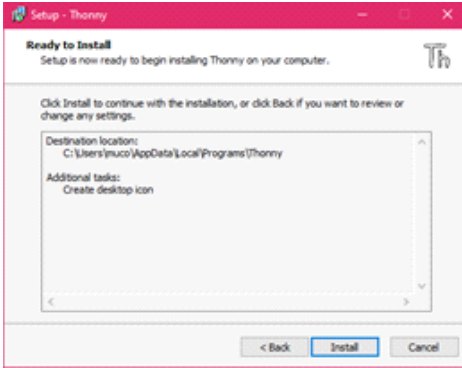 Setup - Thonny
Ready to Install
Setup is now ready to begin installing Thonny on your computer.
Th
Click Install to continue with the installation, or click Back if you want to review or
change any settings.
Destination location:
C:\Users\muco\AppData\Local\Programs\Thonny
Additional tasks:
Create desktop icon
< Back
Install
Cancel